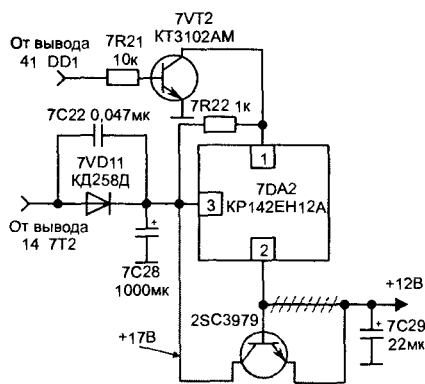 7VT2
КТ3102АМ
От вывода
41 DD1
7R21
10к
7C22 0,047мк
7R22 1к
7VD11
КД258Д
1
7DA2
КР142ЕН12А
3
2
От вывода
14 7T2
+
7C28
1000мк
2SC3979
+12В
+
7C29
22мк
+17В